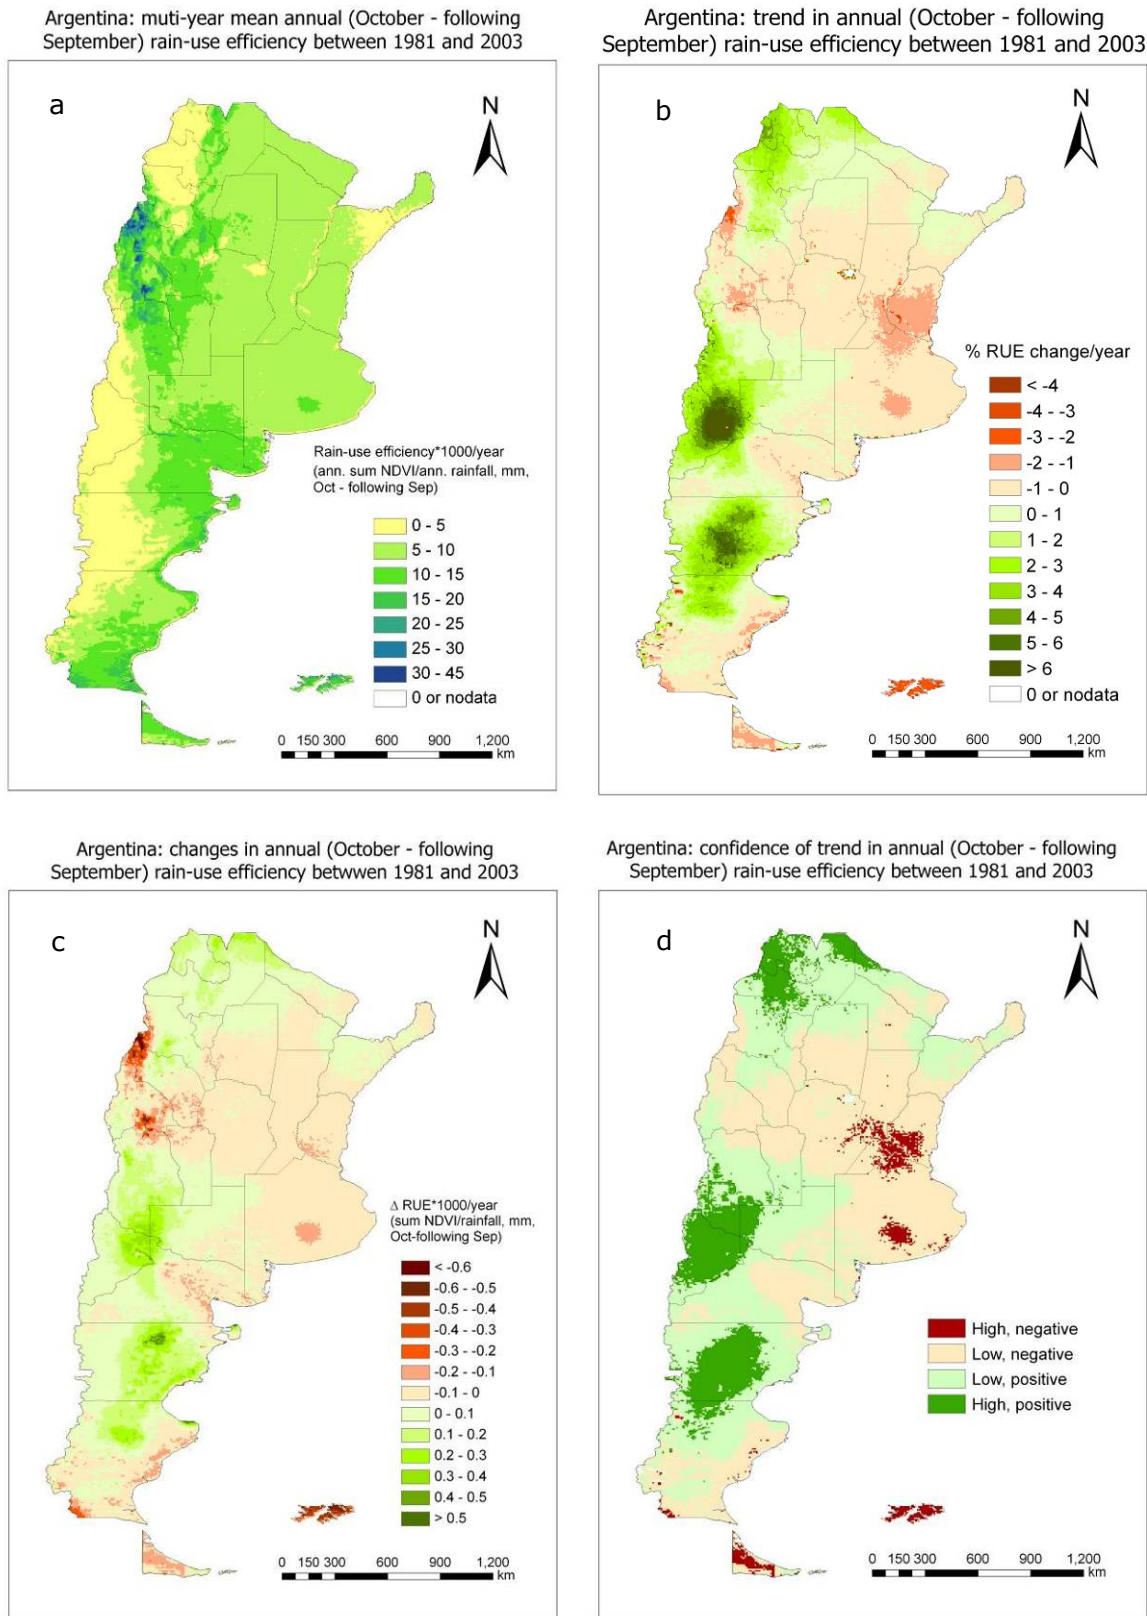 Argentina: muti-year mean annual (October - following
September) rain-use efficiency between 1981 and 2003
a
N
Rain-use efficiency*1000/year
(ann. sum NDVI/ann. rainfall, mm,
Oct - following Sep)
0 - 5
5 - 10
10 - 15
15 - 20
20 - 25
25 - 30
30 - 45
0 or nodata
0 150 300 600 900 1,200
km
Argentina: trend in annual (October - following
September) rain-use efficiency between 1981 and 2003
b
N
% RUE change/year
< -4
-4 - -3
-3 - -2
-2 - -1
-1 - 0
0 - 1
1 - 2
2 - 3
3 - 4
4 - 5
5 - 6
> 6
0 or nodata
0 150 300 600 900 1,200
km
Argentina: changes in annual (October - following
September) rain-use efficiency betwwen 1981 and 2003
c
N
Δ RUE*1000/year
(sum NDVI/rainfall, mm,
Oct-following Sep)
< -0.6
-0.6 - -0.5
-0.5 - -0.4
-0.4 - -0.3
-0.3 - -0.2
-0.2 - -0.1
-0.1 - 0
0 - 0.1
0.1 - 0.2
0.2 - 0.3
0.3 - 0.4
0.4 - 0.5
> 0.5
0 150 300 600 900 1,200
km
Argentina: confidence of trend in annual (October - following
September) rain-use efficiency between 1981 and 2003
d
N
High, negative
Low, negative
Low, positive
High, positive
0 150 300 600 900 1,200
km